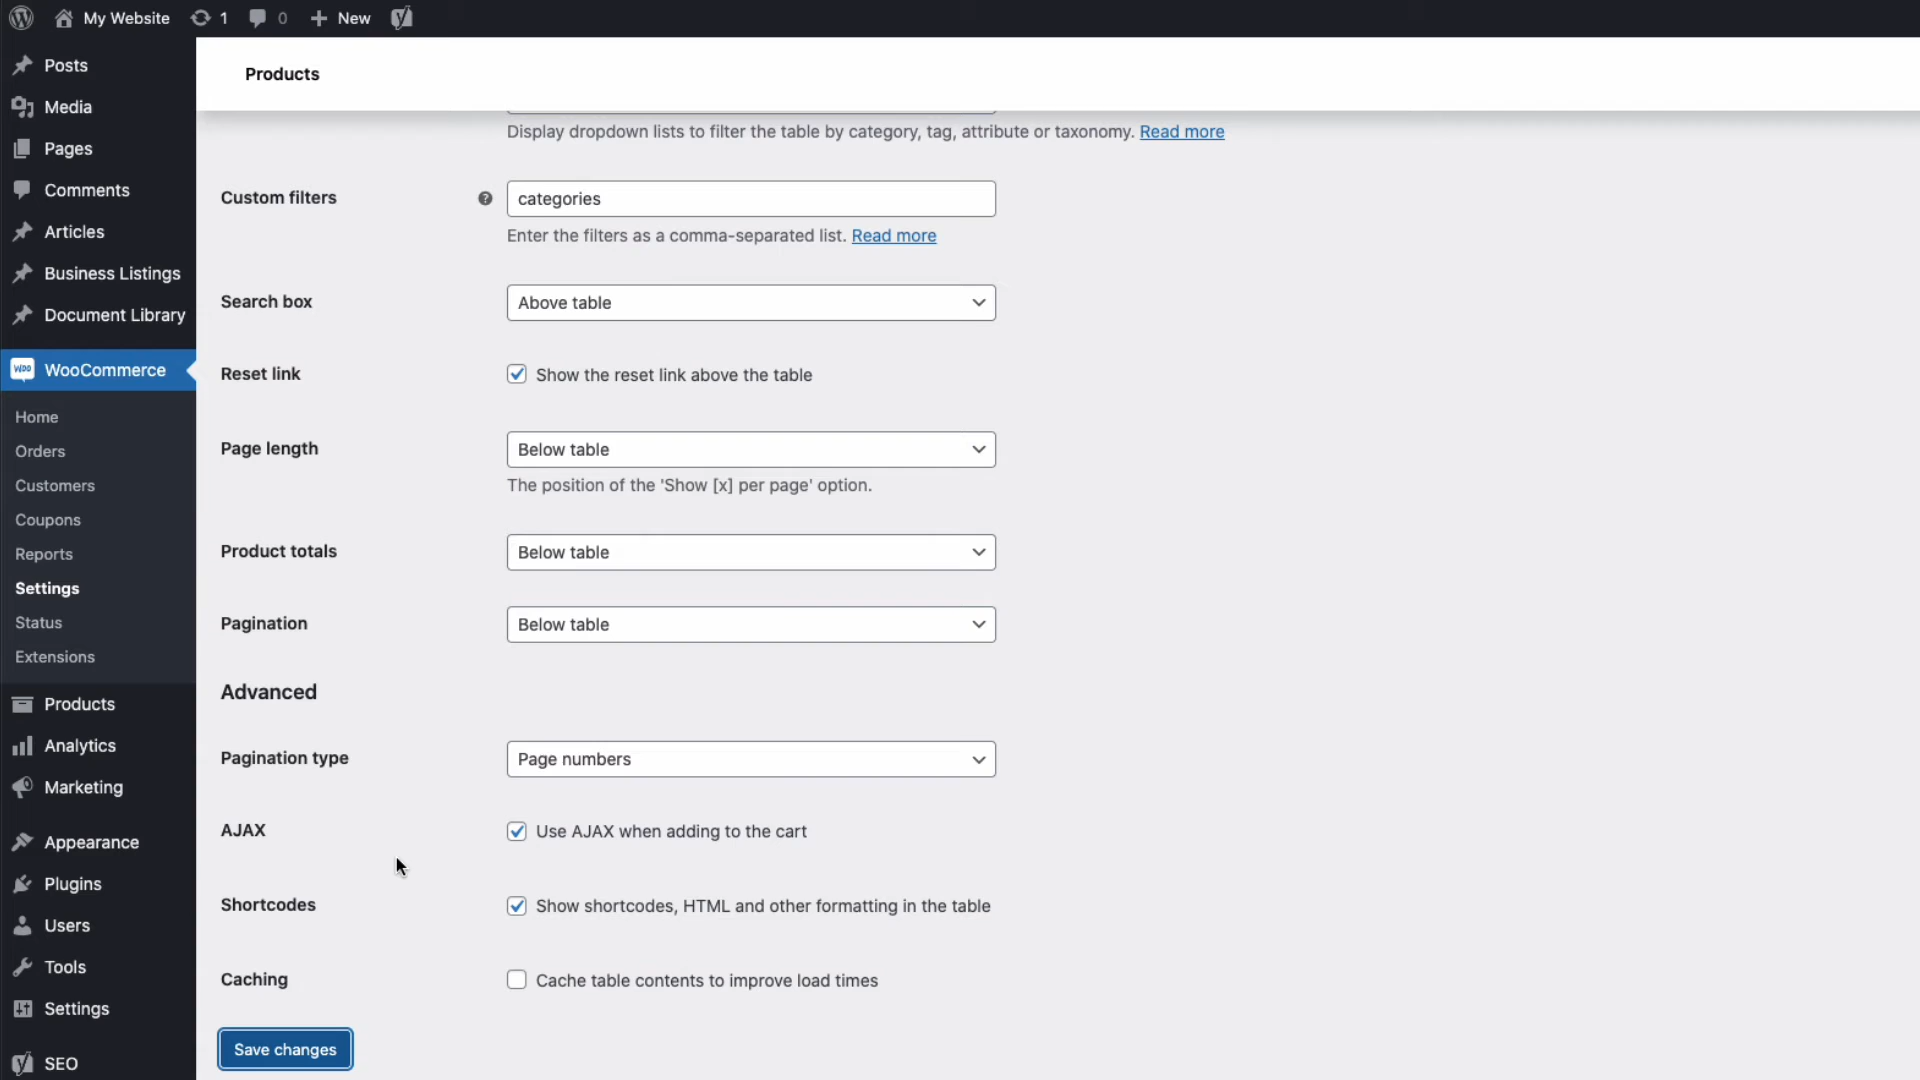 My Website
1
0
New
Posts
Media
Pages
Comments
Articles
Business Listings
Document Library
WOO
WooCommerce
Home
Orders
Customers
Coupons
Reports
Settings
Status
Extensions
Products
Analytics
Marketing
Appearance
Plugins
Users
Tools
Settings
SEO
Products
Display dropdown lists to filter the table by category, tag, attribute or taxonomy. Read more
Custom filters
?
categories
Enter the filters as a comma-separated list. Read more
Search box
Above table
Reset link
Show the reset link above the table
Page length
Below table
The position of the 'Show [x] per page' option.
Product totals
Below table
Pagination
Below table
Advanced
Pagination type
Page numbers
AJAX
Use AJAX when adding to the cart
Shortcodes
Show shortcodes, HTML and other formatting in the table
Caching
Cache table contents to improve load times
Save changes